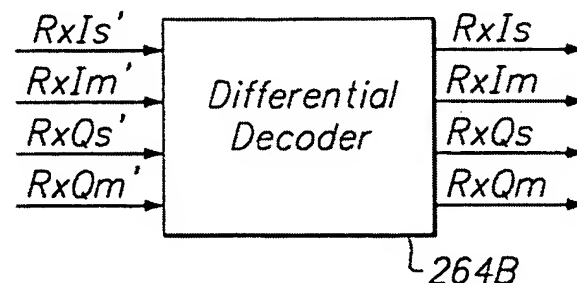 RxIs'
RxIm'
RxQs'
RxQm'
Differential
Decoder
RxIs
RxIm
RxQs
RxQm
264B